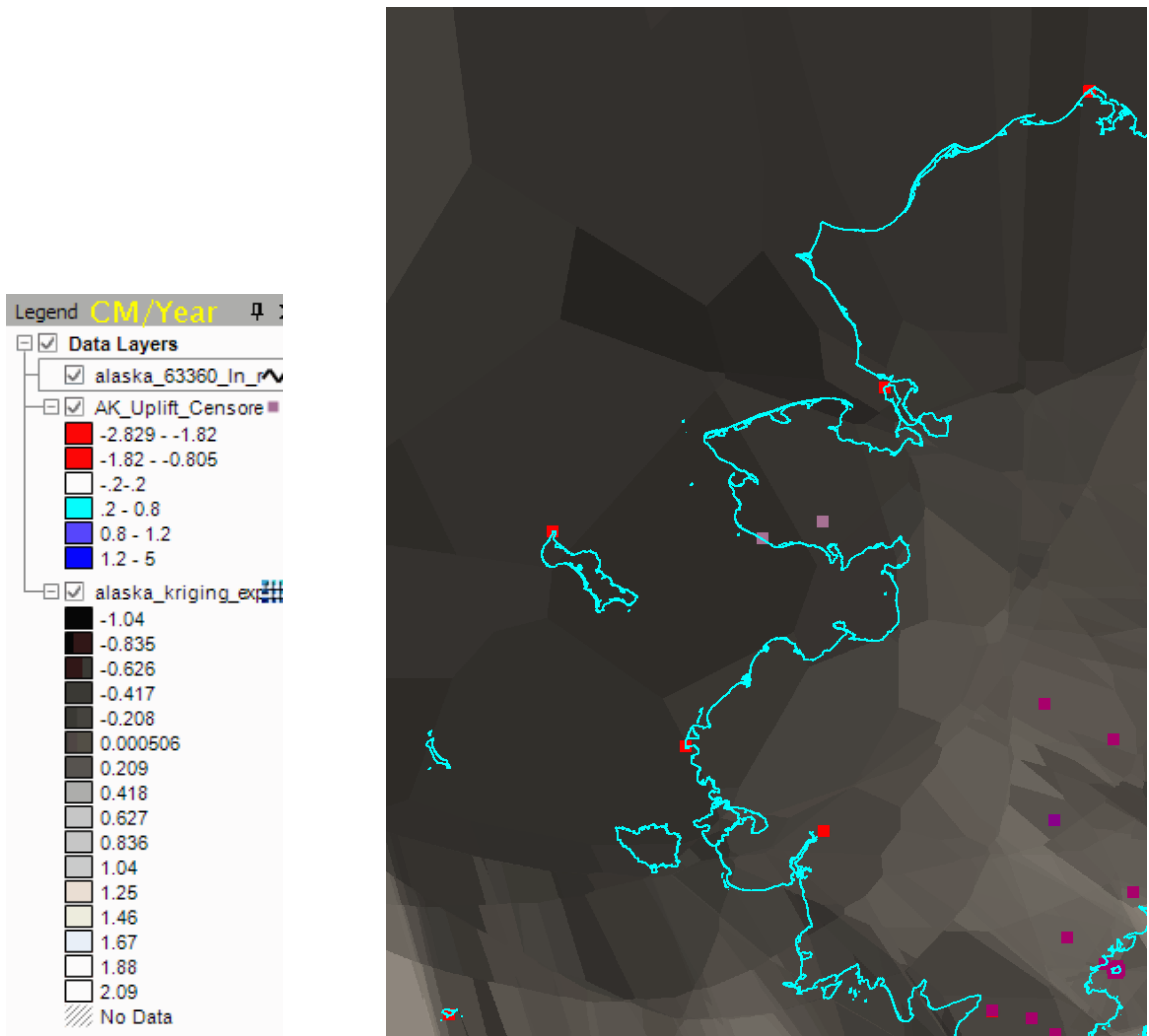 Legend CM/Year
Data Layers
alaska_63360_ln_r
AK_Uplift_Censore
-2.829 - -1.82
-1.82 - -0.805
-.2-.2
.2 - 0.8
0.8 - 1.2
1.2 - 5
alaska_kriging_exp
-1.04
-0.835
-0.626
-0.417
-0.208
0.000506
0.209
0.418
0.627
0.836
1.04
1.25
1.46
1.67
1.88
2.09
No Data